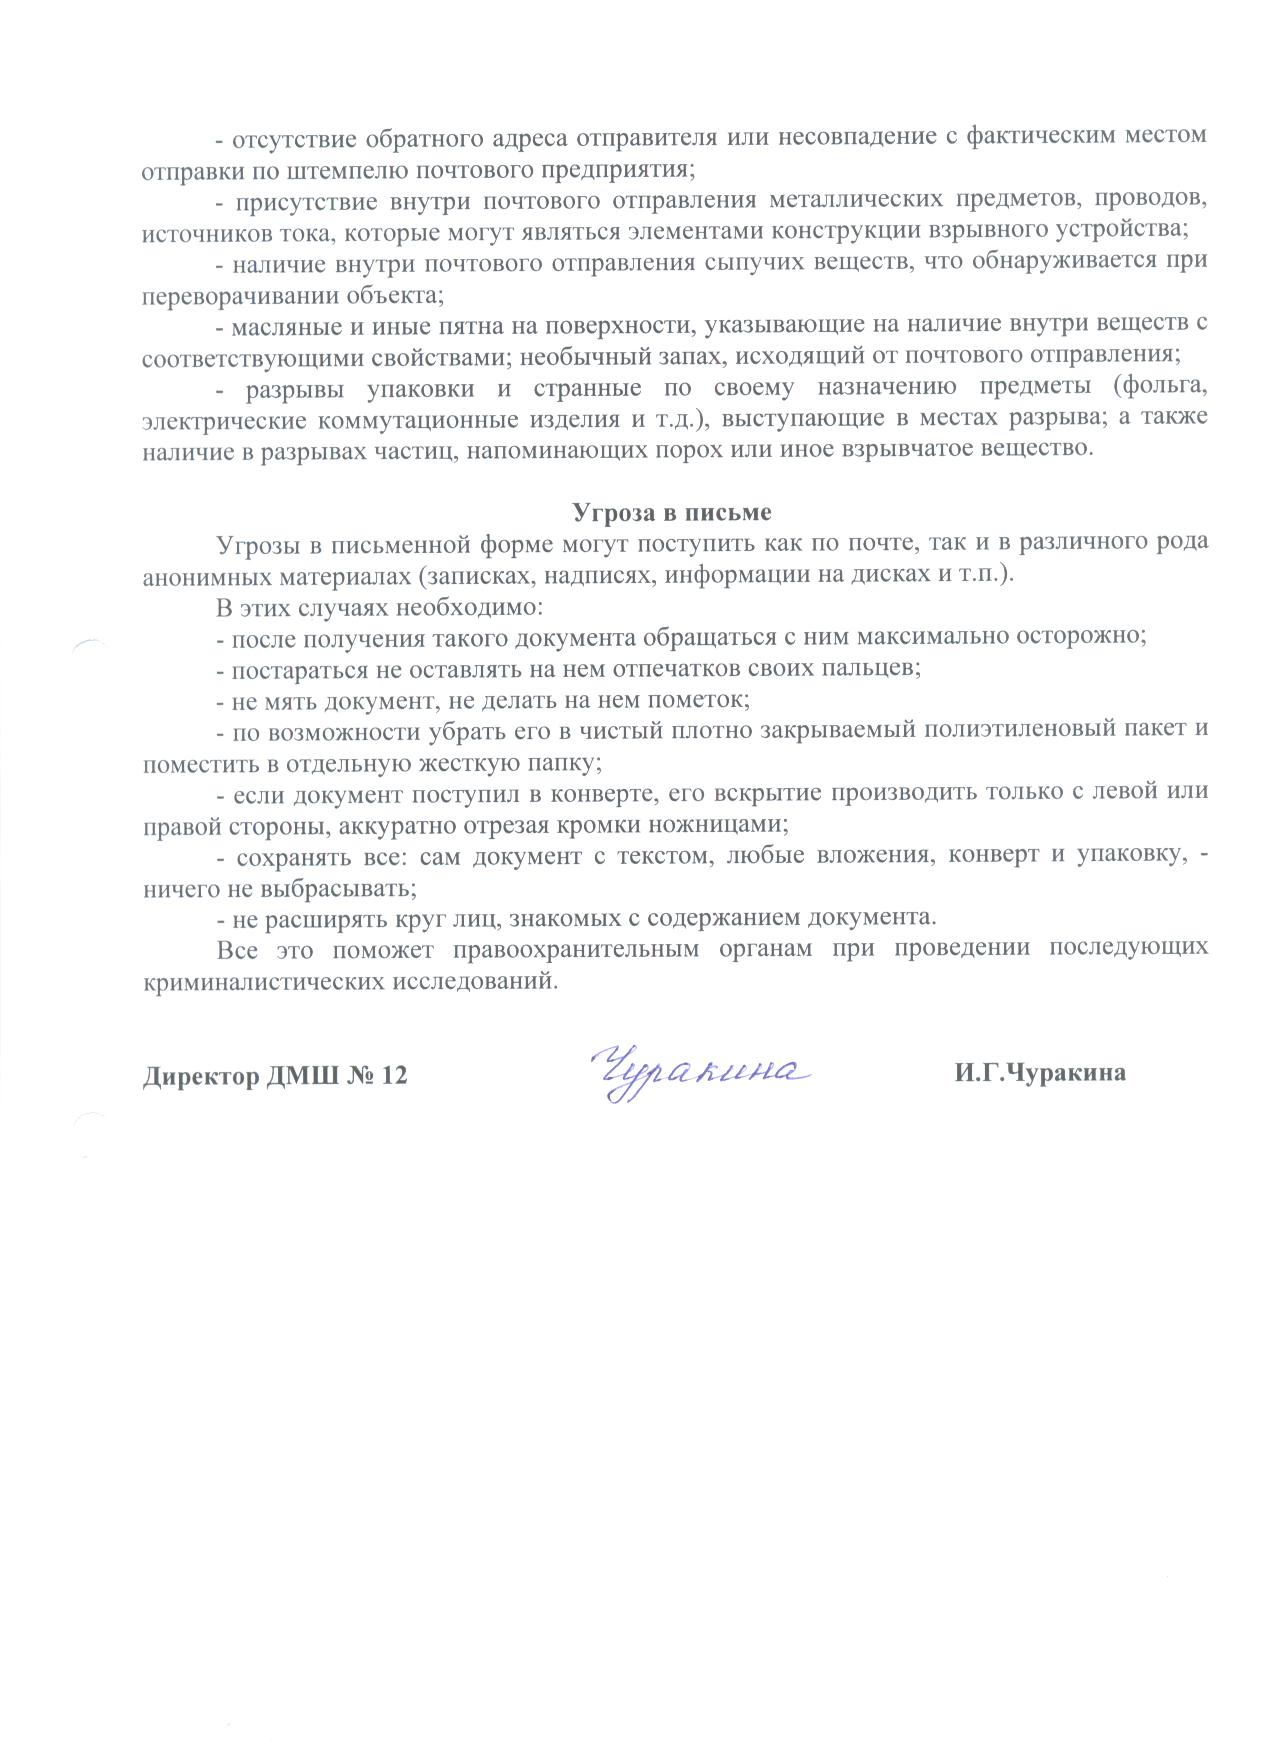 - отсутствие обратного адреса отправителя или несовпадение с фактическим местом
отправки по штемпелю почтового предприятия;
- присутствие внутри почтового отправления металлических предметов, проводов,
источников тока, которые могут являться элементами конструкции взрывного устройства;
- наличие внутри почтового отправления сыпучих веществ, что обнаруживается при
переворачивании объекта;
- масляные и иные пятна на поверхности, указывающие на наличие внутри веществ с
соответствующими свойствами; необычный запах, исходящий от почтового отправления;
- разрывы упаковки и странные по своему назначению предметы (фольга,
электрические коммутационные изделия и т.д.), выступающие в местах разрыва; а также
наличие в разрывах частиц, напоминающих порох или иное взрывчатое вещество.
Угроза в письме
Угрозы в письменной форме могут поступить как по почте, так и в различного рода
анонимных материалах (записках, надписях, информации на дисках и т.п.).
В этих случаях необходимо:
- после получения такого документа обращаться с ним максимально осторожно;
- постараться не оставлять на нем отпечатков своих пальцев;
- не мять документ, не делать на нем пометок;
- по возможности убрать его в чистый плотно закрываемый полиэтиленовый пакет и
поместить в отдельную жесткую папку;
- если документ поступил в конверте, его вскрытие производить только с левой или
правой стороны, аккуратно отрезая кромки ножницами;
- сохранять все: сам документ с текстом, любые вложения, конверт и упаковку, -
ничего не выбрасывать;
- не расширять круг лиц, знакомых с содержанием документа.
Все это поможет правоохранительным органам при проведении последующих
криминалистических исследований.
Директор ДМШ № 12 Чуракина И.Г.Чуракина